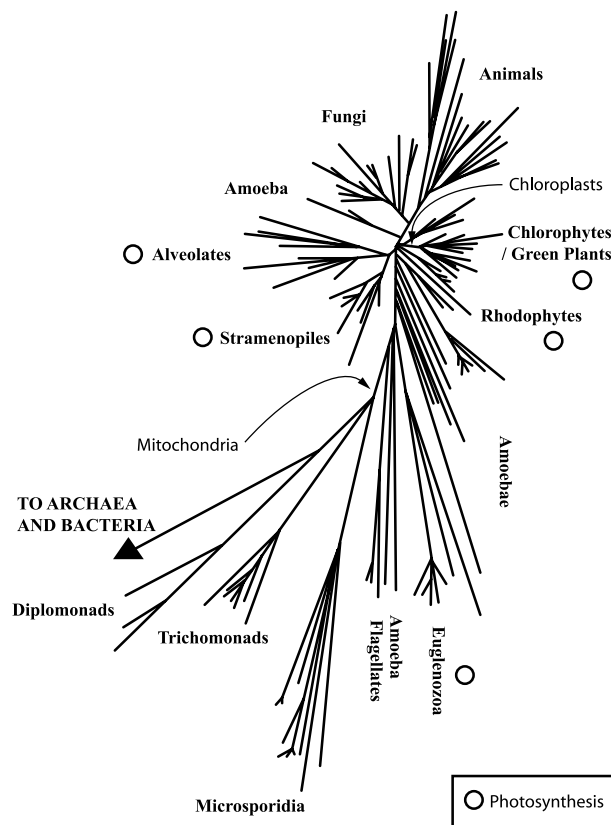 Animals
Fungi
Chloroplasts
Amoeba
Chlorophytes
/ Green Plants
Alveolates
Rhodophytes
Stramenopiles
Mitochondria
Amoebae
TO ARCHAEA
AND BACTERIA
Diplomonads
Trichomonads
Amoeba
Flagellates
Euglenozoa
Microsporidia
Photosynthesis